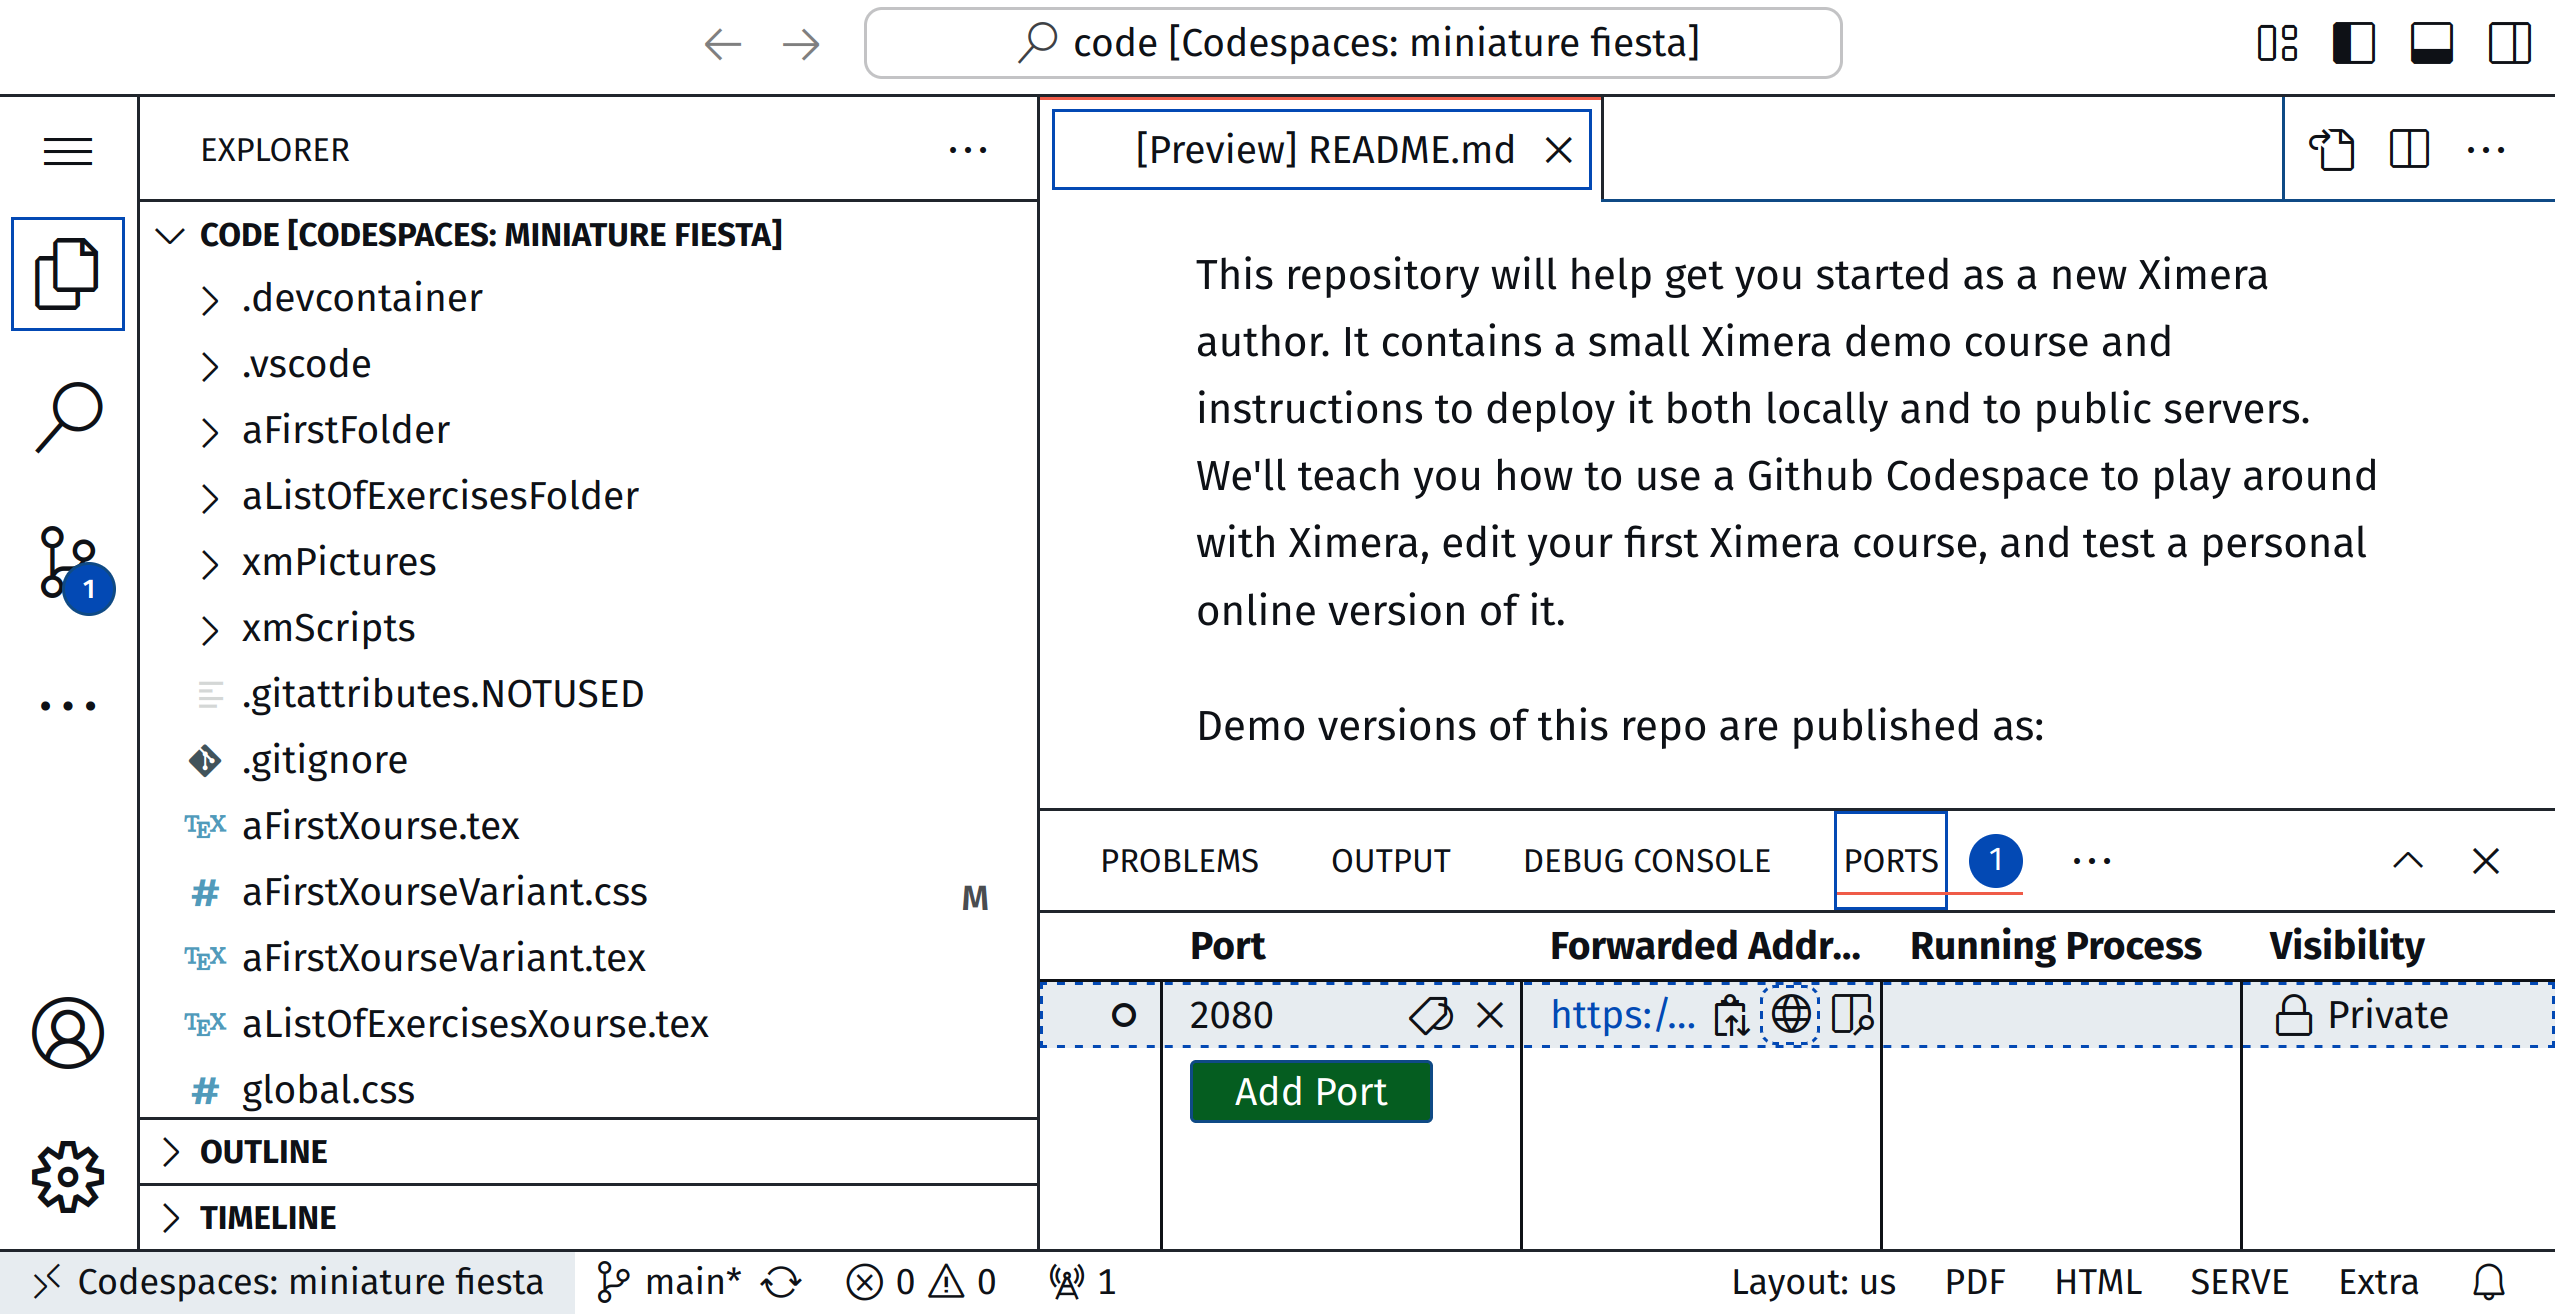 code [Codespaces: miniature fiesta]
EXPLORER
CODE [CODESPACES: MINIATURE FIESTA]
.devcontainer
.vscode
aFirstFolder
aListOfExercisesFolder
xmPictures
xmScripts
.gitattributes.NOTUSED
.gitignore
TEX aFirstXourse.tex
# aFirstXourseVariant.css M
TEX aFirstXourseVariant.tex
TEX aListOfExercisesXourse.tex
# global.css
OUTLINE
TIMELINE
1
[Preview] README.md
This repository will help get you started as a new Ximera
author. It contains a small Ximera demo course and
instructions to deploy it both locally and to public servers.
We'll teach you how to use a Github Codespace to play around
with Ximera, edit your first Ximera course, and test a personal
online version of it.
Demo versions of this repo are published as:
PROBLEMS OUTPUT DEBUG CONSOLE PORTS 1
Port Forwarded Addr... Running Process Visibility
2080 https:/... Private
Add Port
Codespaces: miniature fiesta main* 0 0 1 Layout: us PDF HTML SERVE Extra